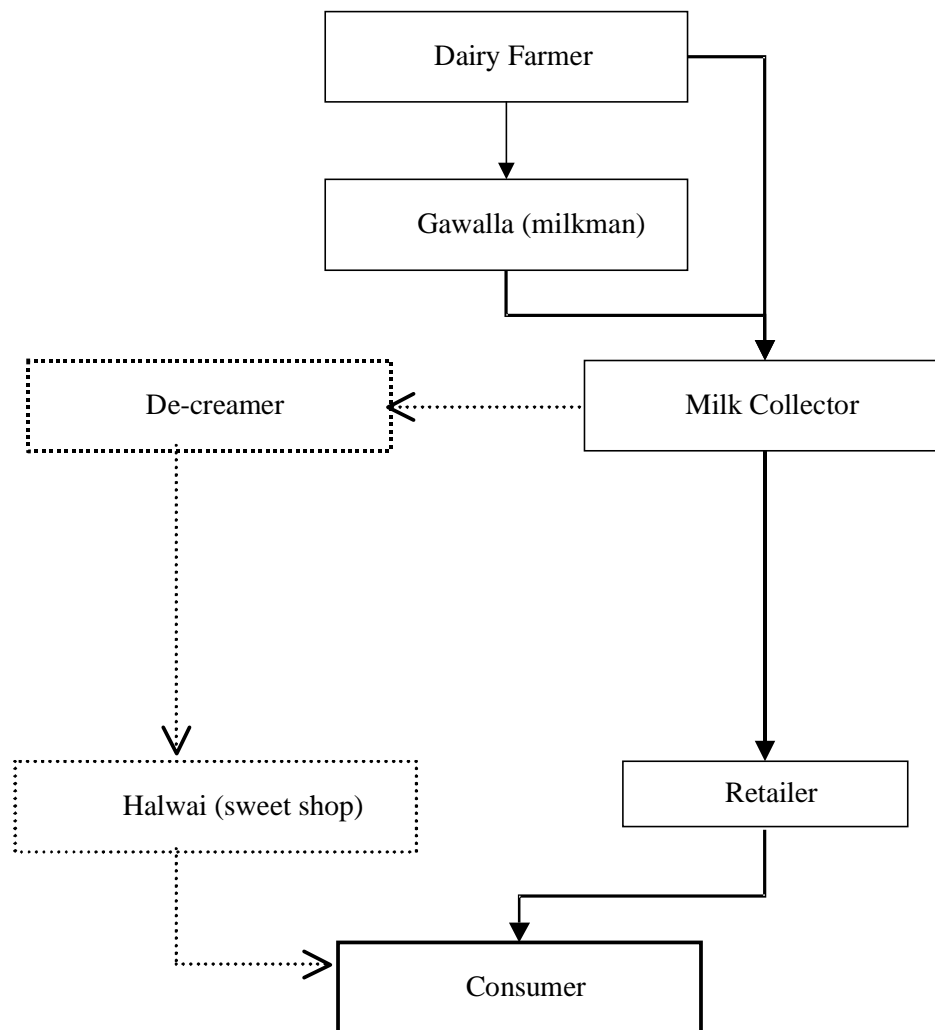 Dairy Farmer
Gawalla (milkman)
De-creamer
Milk Collector
Halwai (sweet shop)
Retailer
Consumer